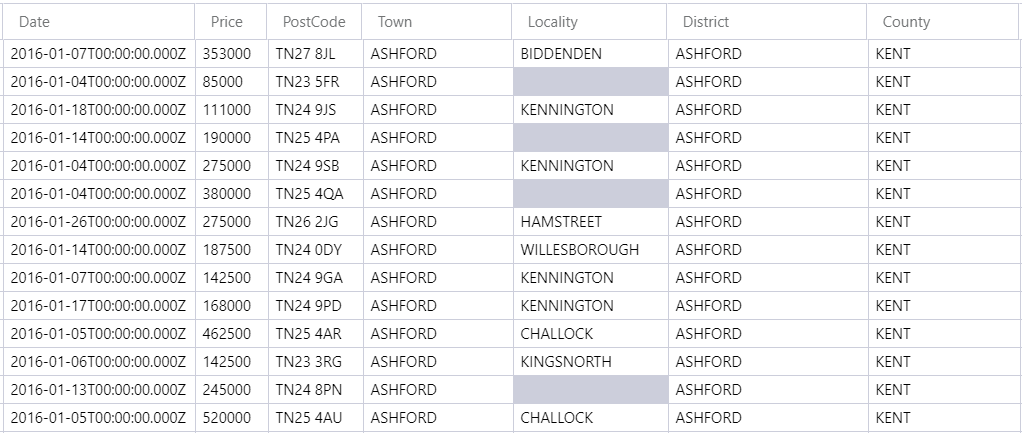 Date Price PostCode Town Locality District County
2016-01-07T00:00:00.000Z 353000 TN27 8JL ASHFORD BIDDENDEN ASHFORD KENT
2016-01-04T00:00:00.000Z 85000 TN23 5FR ASHFORD ASHFORD KENT
2016-01-18T00:00:00.000Z 111000 TN24 9JS ASHFORD KENNINGTON ASHFORD KENT
2016-01-14T00:00:00.000Z 190000 TN25 4PA ASHFORD ASHFORD KENT
2016-01-04T00:00:00.000Z 275000 TN24 9SB ASHFORD KENNINGTON ASHFORD KENT
2016-01-04T00:00:00.000Z 380000 TN25 4QA ASHFORD ASHFORD KENT
2016-01-26T00:00:00.000Z 275000 TN26 2JG ASHFORD HAMSTREET ASHFORD KENT
2016-01-14T00:00:00.000Z 187500 TN24 0DY ASHFORD WILLESBOROUGH ASHFORD KENT
2016-01-07T00:00:00.000Z 142500 TN24 9GA ASHFORD KENNINGTON ASHFORD KENT
2016-01-17T00:00:00.000Z 168000 TN24 9PD ASHFORD KENNINGTON ASHFORD KENT
2016-01-05T00:00:00.000Z 462500 TN25 4AR ASHFORD CHALLOCK ASHFORD KENT
2016-01-06T00:00:00.000Z 142500 TN23 3RG ASHFORD KINGSNORTH ASHFORD KENT
2016-01-13T00:00:00.000Z 245000 TN24 8PN ASHFORD ASHFORD KENT
2016-01-05T00:00:00.000Z 520000 TN25 4AU ASHFORD CHALLOCK ASHFORD KENT